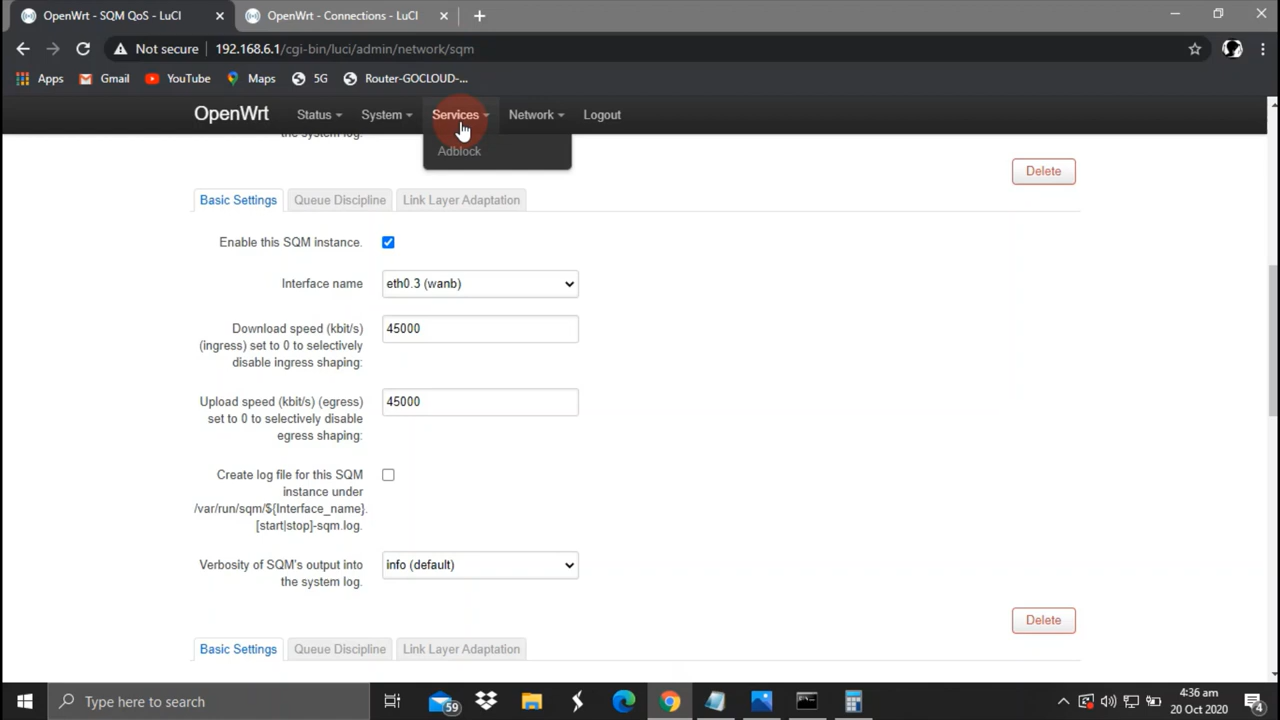 OpenWrt - SQM QoS - LuCI
OpenWrt - Connections - LuCI
Not secure
192.168.6.1/cgi-bin/luci/admin/network/sqm
Apps
Gmail
YouTube
Maps
5G
Router-GOCLOUD-...
OpenWrt
Status
System
Services
Network
Logout
the system log.
Adblock
Delete
Basic Settings
Queue Discipline
Link Layer Adaptation
Enable this SQM instance.
Interface name
eth0.3 (wanb)
Download speed (kbit/s)
(ingress) set to 0 to selectively
disable ingress shaping:
45000
Upload speed (kbit/s) (egress)
set to 0 to selectively disable
egress shaping:
45000
Create log file for this SQM
instance under
/var/run/sqm/${Interface_name}.
[start|stop]-sqm.log.
Verbosity of SQM's output into
the system log.
info (default)
Delete
Basic Settings
Queue Discipline
Link Layer Adaptation
Type here to search
59
4:36 am
20 Oct 2020
4